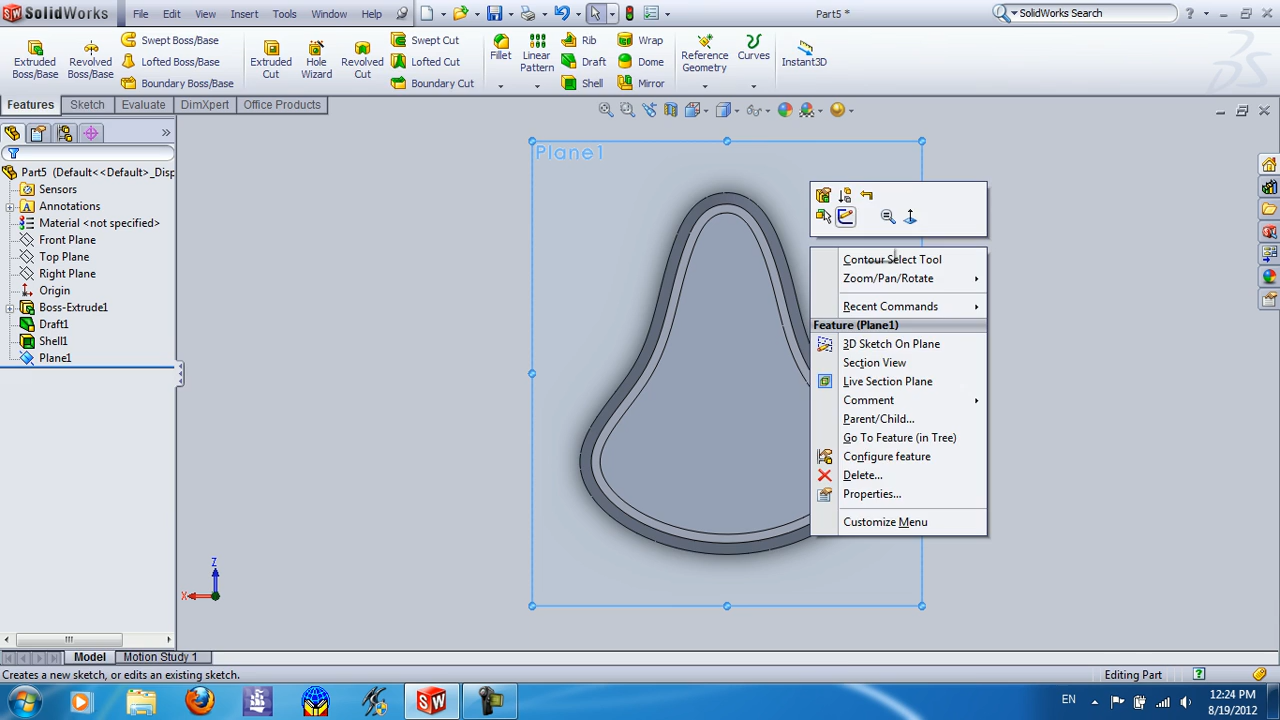 SolidWorks File Edit View Insert Tools Window Help Part5 * SolidWorks Search
Extruded Boss/Base
Revolved Boss/Base
Swept Boss/Base
Lofted Boss/Base
Boundary Boss/Base
Extruded Cut
Hole Wizard
Revolved Cut
Swept Cut
Lofted Cut
Boundary Cut
Fillet
Linear Pattern
Rib
Draft
Shell
Wrap
Dome
Mirror
Reference Geometry
Curves
Instant3D
Features Sketch Evaluate DimXpert Office Products
Part5 (Default<<Default>_Disp
Sensors
Annotations
Material <not specified>
Front Plane
Top Plane
Right Plane
Origin
Boss-Extrude1
Draft1
Shell1
Plane1
Plane1
Contour Select Tool
Zoom/Pan/Rotate
Recent Commands
Feature (Plane1)
3D Sketch On Plane
Section View
Live Section Plane
Comment
Parent/Child...
Go To Feature (in Tree)
Configure feature
Delete...
Properties...
Customize Menu
Z
X
Model Motion Study 1
Creates a new sketch, or edits an existing sketch. Editing Part
EN 12:24 PM
8/19/2012